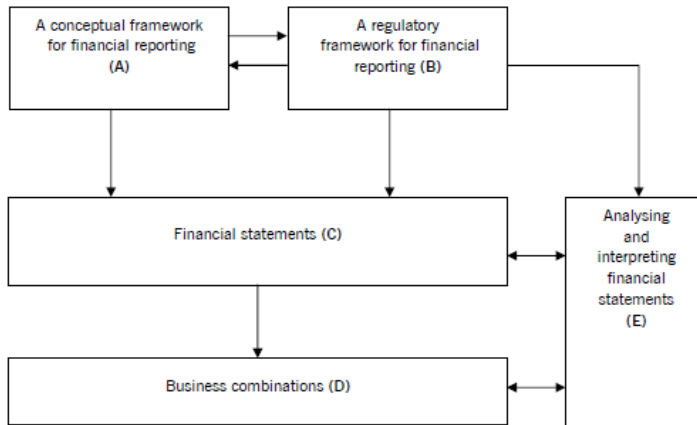 A conceptual framework
for financial reporting
(A)
A regulatory
framework for financial
reporting (B)
Financial statements (C)
Analysing
and
interpreting
financial
statements
(E)
Business combinations (D)